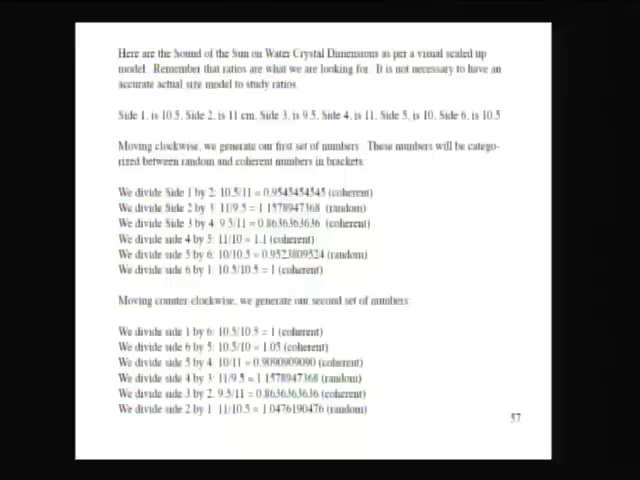 Here are the Sound of the Sun on Water Crystal Dimensions as per a visual scaled up
model. Remember that ratios are what we are looking for. It is not necessary to have an
accurate actual size model to study ratios.
Side 1, is 10.5, Side 2, is 11 cm, Side 3, is 9.5, Side 4, is 11, Side 5, is 10, Side 6, is 10.5
Moving clockwise, we generate our first set of numbers. These numbers will be catego-
rized between random and coherent numbers in brackets:
We divide Side 1 by 2: 10.5/11 = 0.9545454545 (coherent)
We divide Side 2 by 3: 11/9.5 = 1.1578947368 (random)
We divide Side 3 by 4: 9.5/11 = 0.8636363636 (coherent)
We divide side 4 by 5: 11/10 = 1.1 (coherent)
We divide side 5 by 6: 10/10.5 = 0.9523809524 (random)
We divide side 6 by 1: 10.5/10.5 = 1 (coherent)
Moving counter-clockwise, we generate our second set of numbers:
We divide side 1 by 6: 10.5/10.5 = 1 (coherent)
We divide side 6 by 5: 10.5/10 = 1.05 (coherent)
We divide side 5 by 4: 10/11 = 0.9090909090 (coherent)
We divide side 4 by 3: 11/9.5 = 1.1578947368 (random)
We divide side 3 by 2: 9.5/11 = 0.8636363636 (coherent)
We divide side 2 by 1: 11/10.5 = 1.0476190476 (random)
57